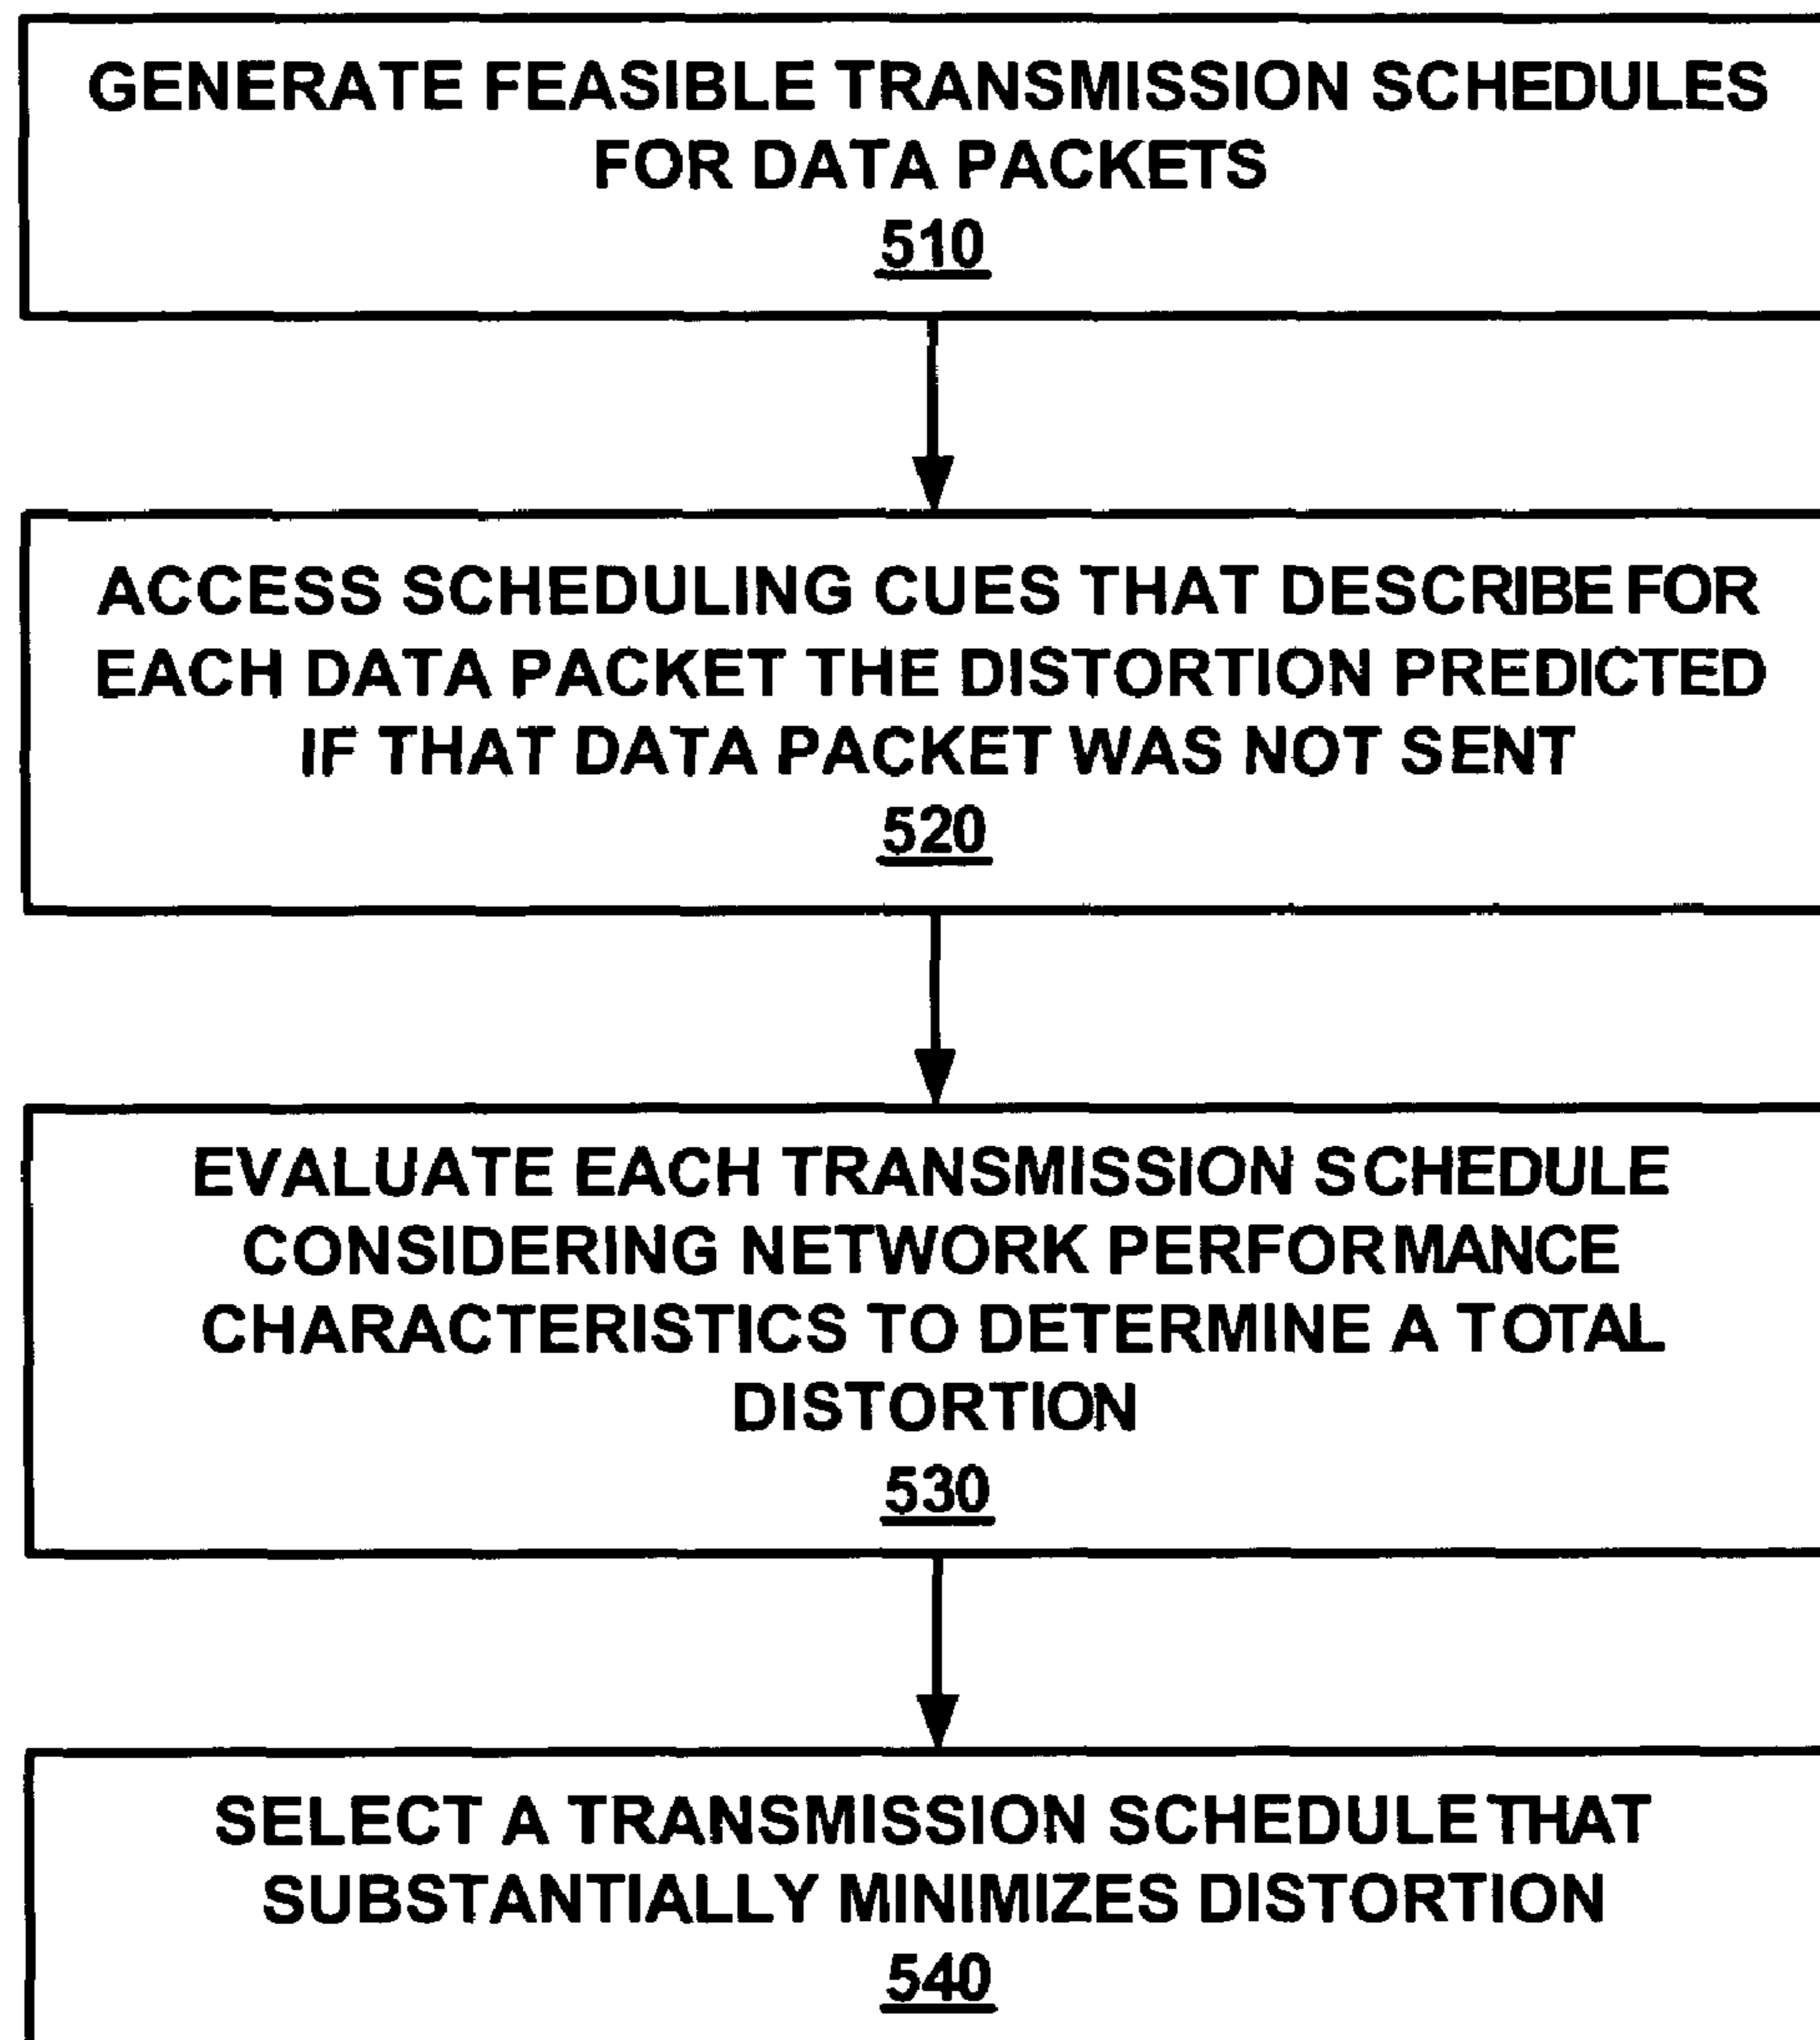 GENERATE FEASIBLE TRANSMISSION SCHEDULES
FOR DATA PACKETS
510
ACCESS SCHEDULING CUES THAT DESCRIBE FOR
EACH DATA PACKET THE DISTORTION PREDICTED
IF THAT DATA PACKET WAS NOT SENT
520
EVALUATE EACH TRANSMISSION SCHEDULE
CONSIDERING NETWORK PERFORMANCE
CHARACTERISTICS TO DETERMINE A TOTAL
DISTORTION
530
SELECT A TRANSMISSION SCHEDULE THAT
SUBSTANTIALLY MINIMIZES DISTORTION
540